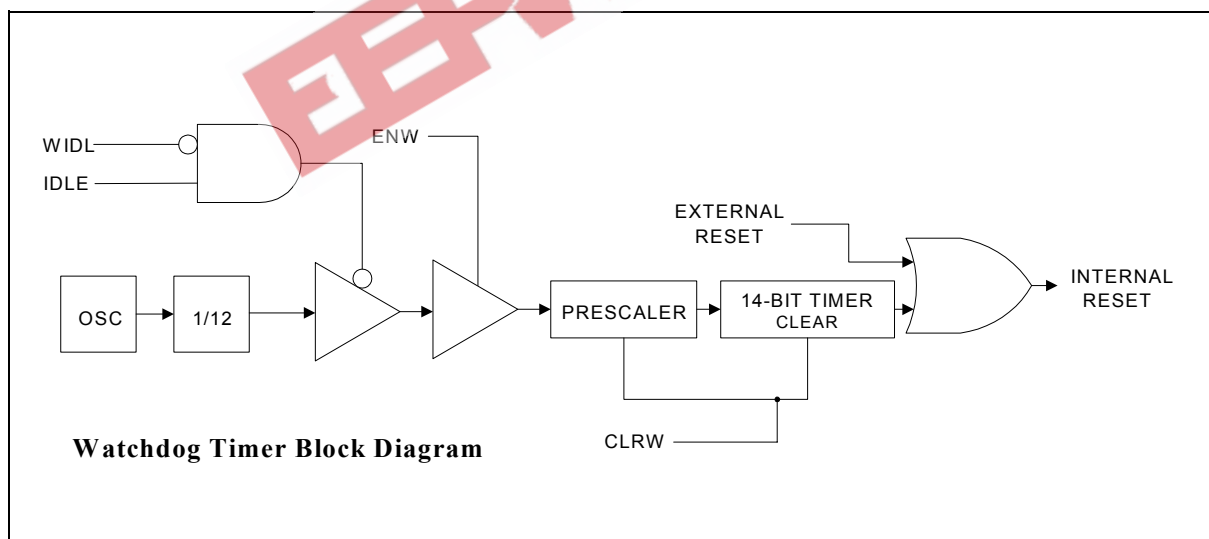 WIDL
IDLE
ENW
EXTERNAL
RESET
INTERNAL
RESET
OSC
1/12
PRESCALER
14-BIT TIMER
CLEAR
CLRW
Watchdog Timer Block Diagram